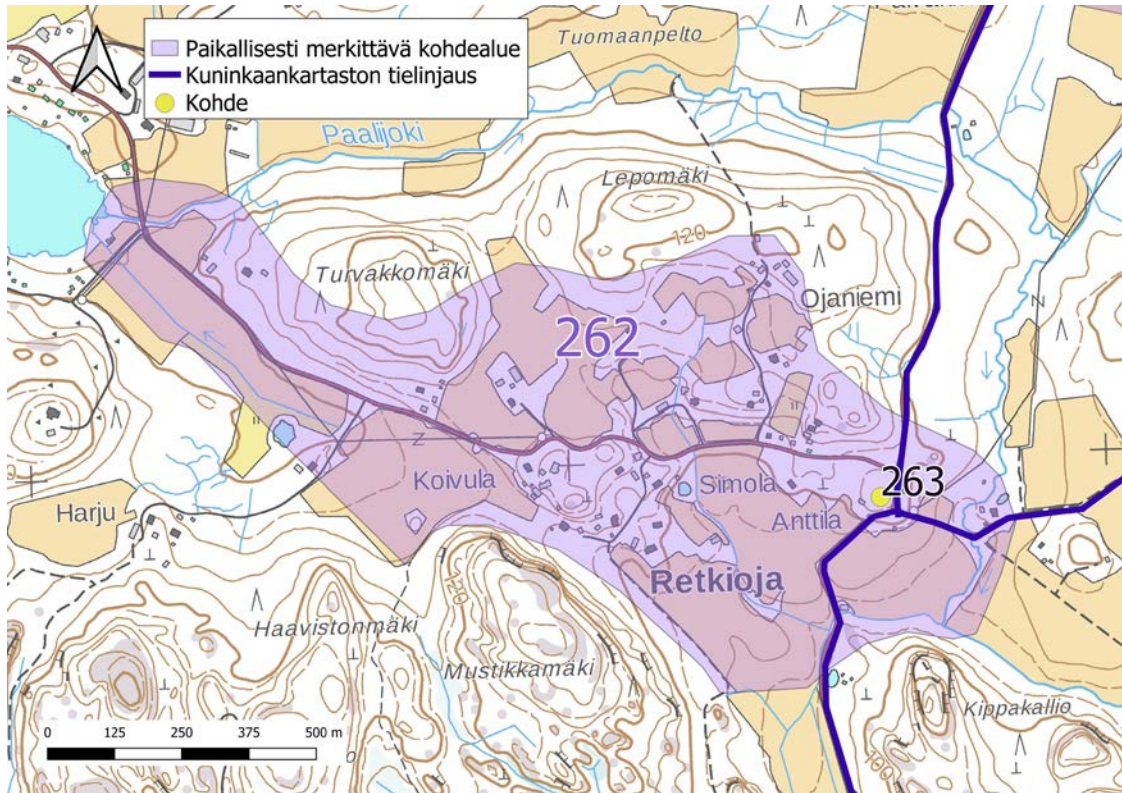 Paikallisesti merkittävä kohdealue
Kuninkaankartaston tielinjaus
Kohde
Tuomaanpelto
Paalijoki
Lepomäki
120
Turvakkomäki
Ojaniemi
262
263
Koivula
Simola
Harju
Anttila
Retkioja
120
Haavistonmäki
Mustikkamäki
Kippakallio
100
0 125 250 375 500 m